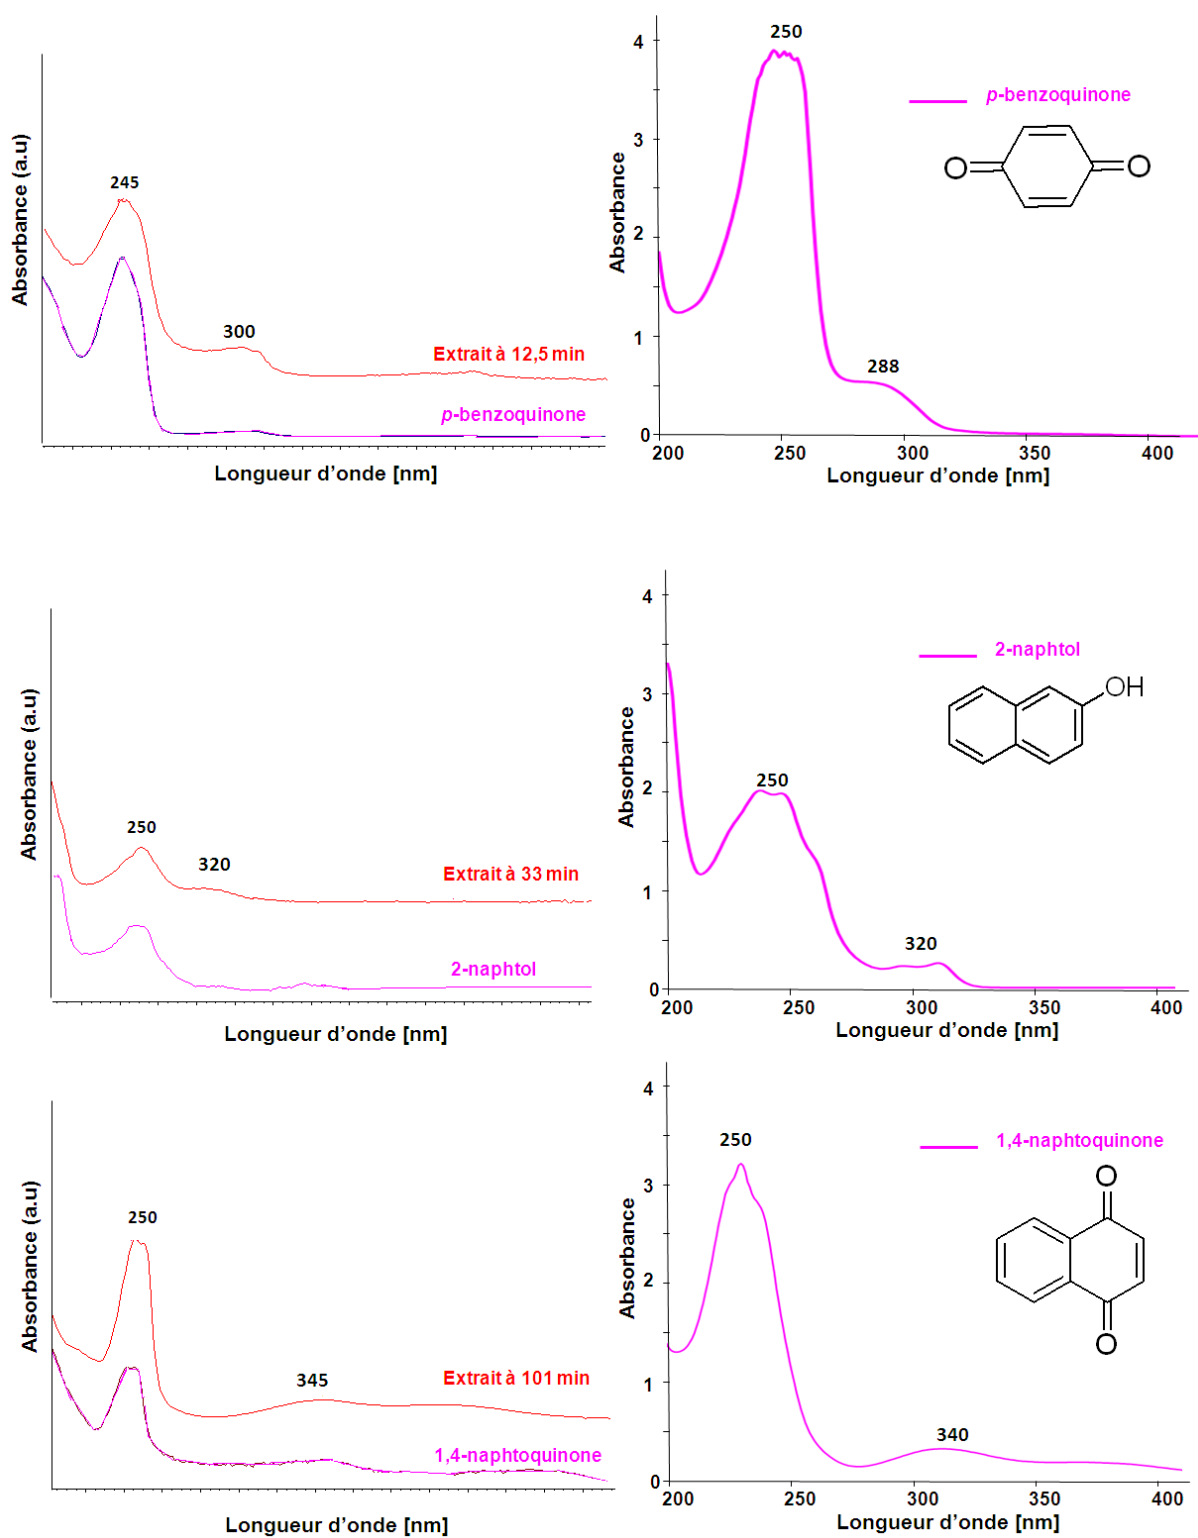 Absorbance (a.u)
245
300
Extrait à 12,5 min
p-benzoquinone
Longueur d’onde [nm]
Absorbance
4
3
2
1
0
250
288
p-benzoquinone
O
O
200
250
300
350
400
Longueur d’onde [nm]
Absorbance (a.u)
250
320
Extrait à 33 min
2-naphtol
Longueur d’onde [nm]
Absorbance
4
3
2
1
0
250
320
2-naphtol
OH
200
250
300
350
400
Longueur d’onde [nm]
Absorbance (a.u)
250
345
Extrait à 101 min
1,4-naphtoquinone
Longueur d’onde [nm]
Absorbance
4
3
2
1
0
250
340
1,4-naphtoquinone
O
O
200
250
300
350
400
Longueur d’onde [nm]